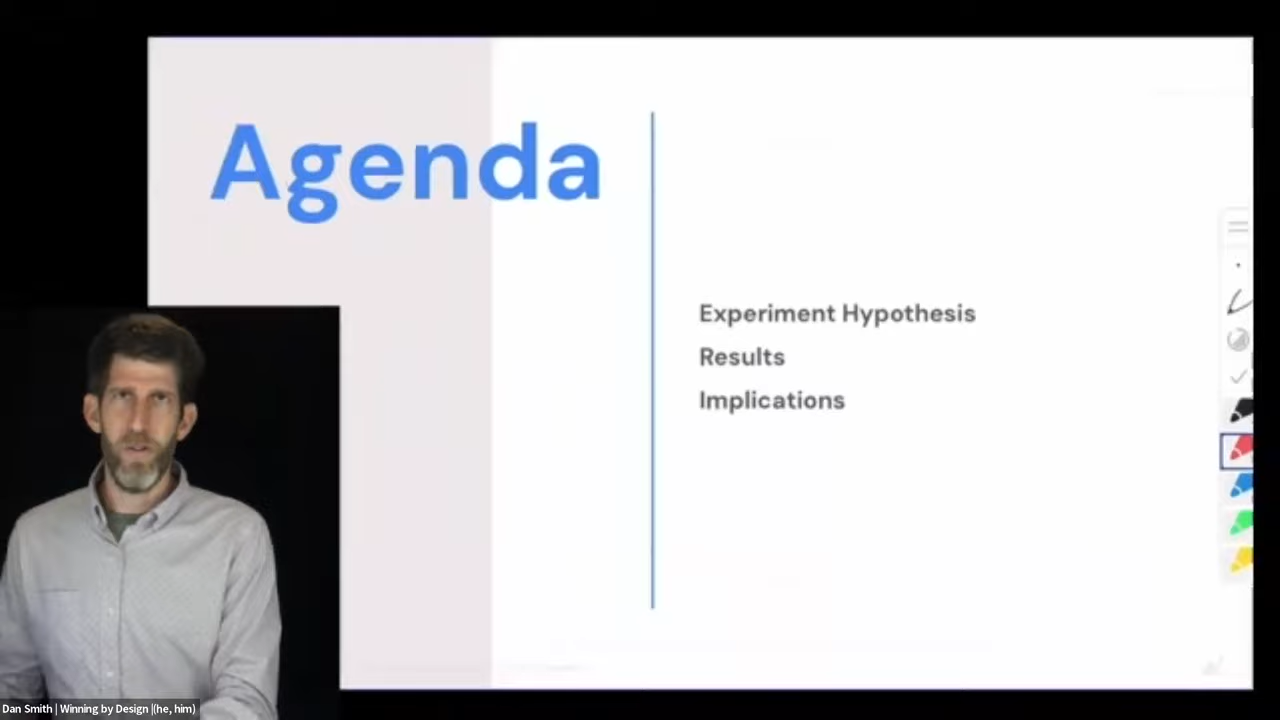 Agenda
Experiment Hypothesis
Results
Implications
Dan Smith | Winning by Design |(he, him)